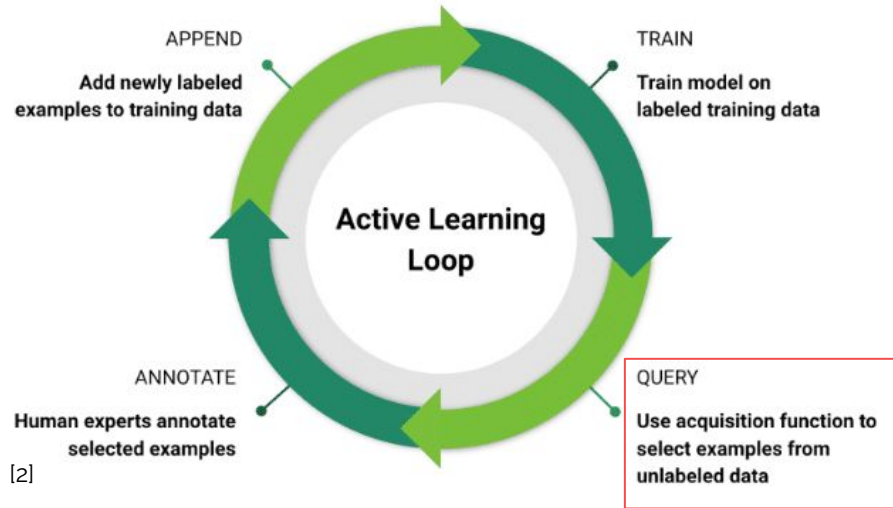 APPEND
Add newly labeled
examples to training data
TRAIN
Train model on
labeled training data
Active Learning
Loop
ANNOTATE
Human experts annotate
selected examples
[2]
QUERY
Use acquisition function to
select examples from
unlabeled data